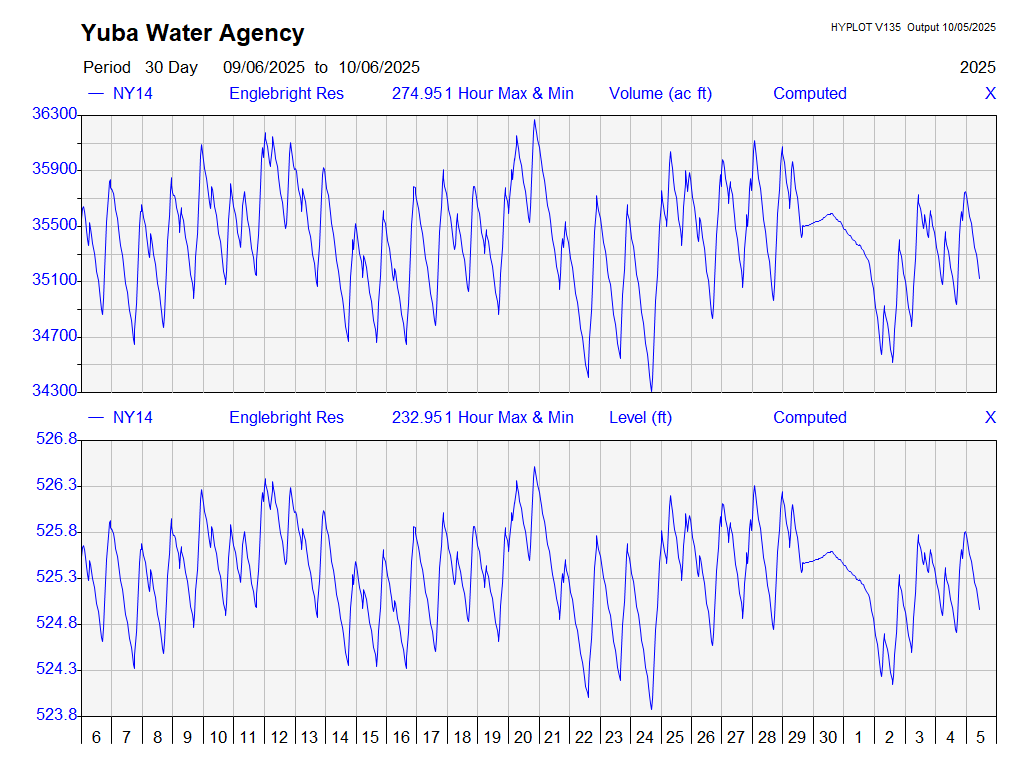 Yuba Water Agency
HYPLOT V135 Output 10/05/2025
Period 30 Day 09/06/2025 to 10/06/2025
2025
NY14 Englebright Res 274.951 Hour Max & Min Volume (ac ft) Computed X
36300
35900
35500
35100
34700
34300
NY14 Englebright Res 232.951 Hour Max & Min Level (ft) Computed X
526.8
526.3
525.8
525.3
524.8
524.3
523.8
6 7 8 9 10 11 12 13 14 15 16 17 18 19 20 21 22 23 24 25 26 27 28 29 30 1 2 3 4 5